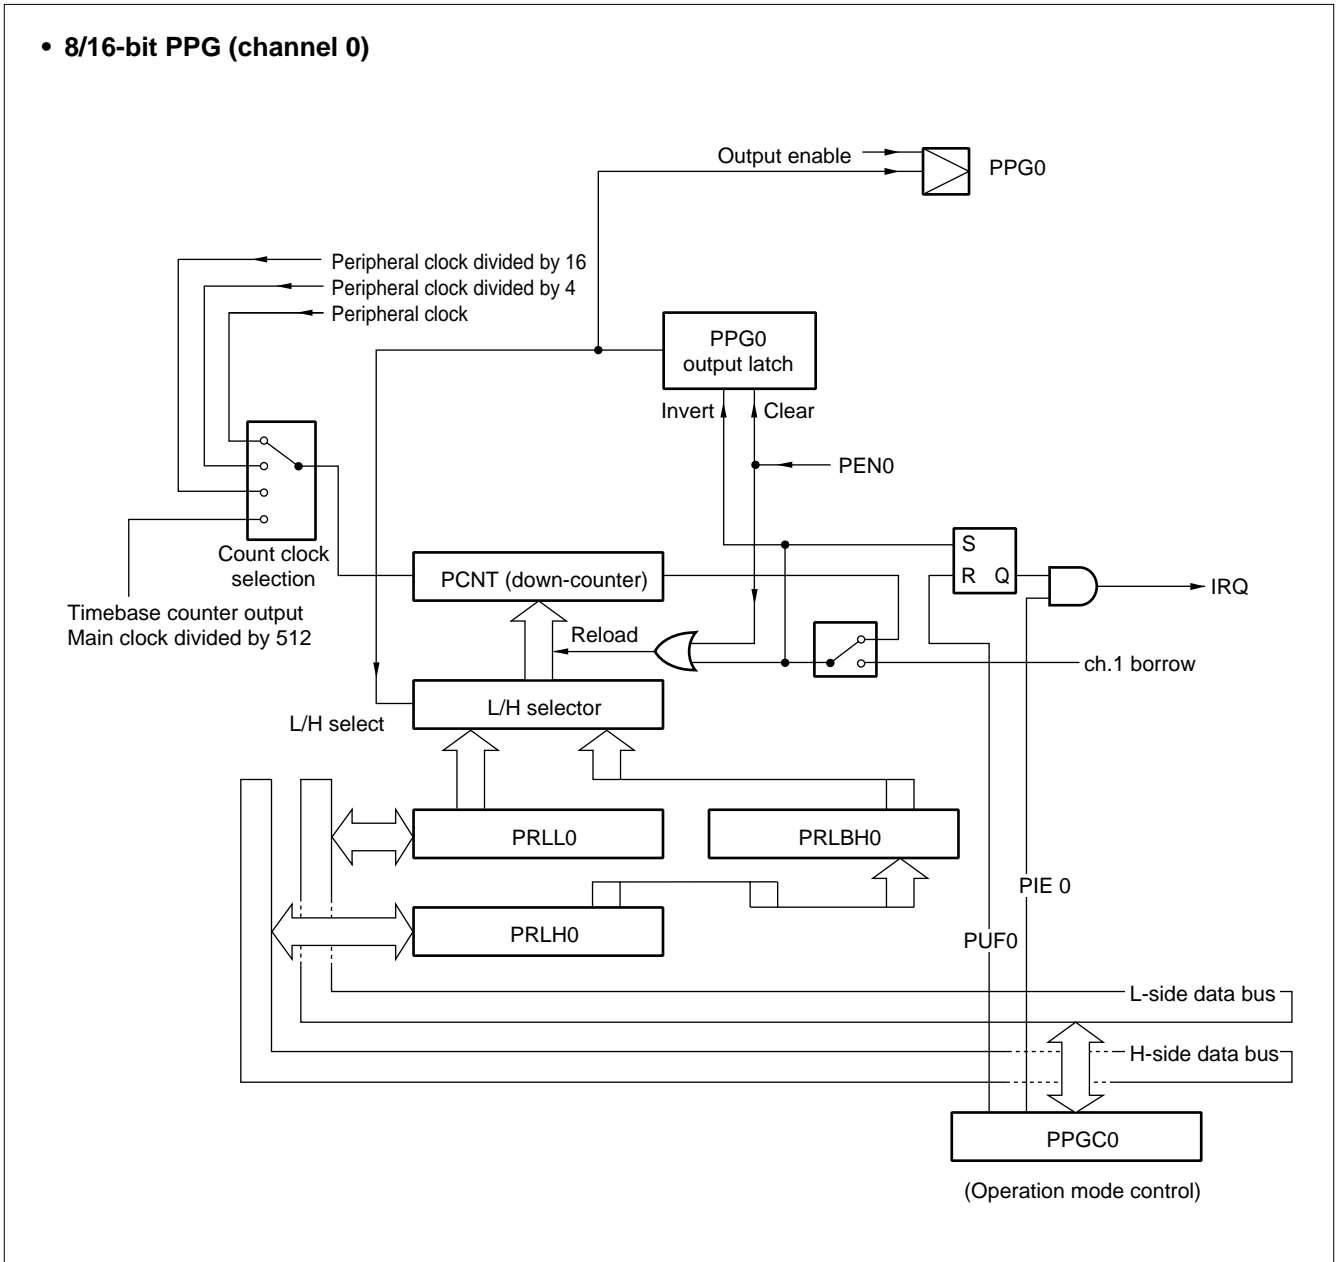 • 8/16-bit PPG (channel 0)
Output enable
PPG0
Peripheral clock divided by 16
Peripheral clock divided by 4
Peripheral clock
PPG0
output latch
Invert
Clear
PEN0
Count clock
selection
PCNT (down-counter)
S
R Q
IRQ
Timebase counter output
Main clock divided by 512
Reload
ch.1 borrow
L/H selector
L/H select
PRLL0
PRLBH0
PIE 0
PRLH0
PUF0
L-side data bus
H-side data bus
PPGC0
(Operation mode control)